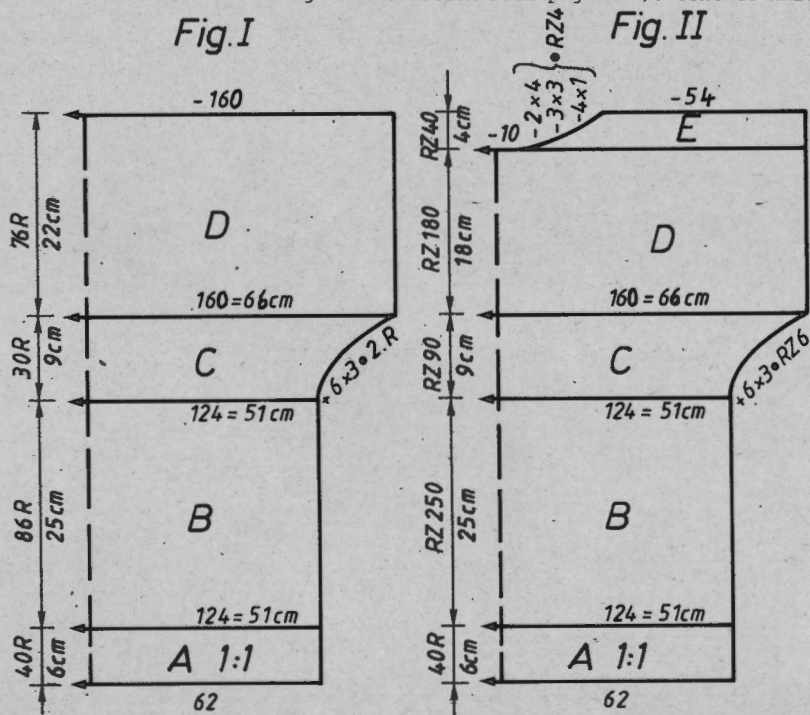 Fig.I
-160
76R
22cm
D
160=66cm
30R
9cm
C
+6×3•2.R
124=51cm
86R
25cm
B
124=51cm
40R
6cm
A 1:1
62
Fig.II
-2×4
-3×3
-4×1
•RZ4
-10
-54
RZ40
4cm
E
RZ180
18cm
D
160=66cm
RZ90
9cm
C
+6×3•RZ6
124=51cm
RZ250
25cm
B
124=51cm
40R
6cm
A 1:1
62